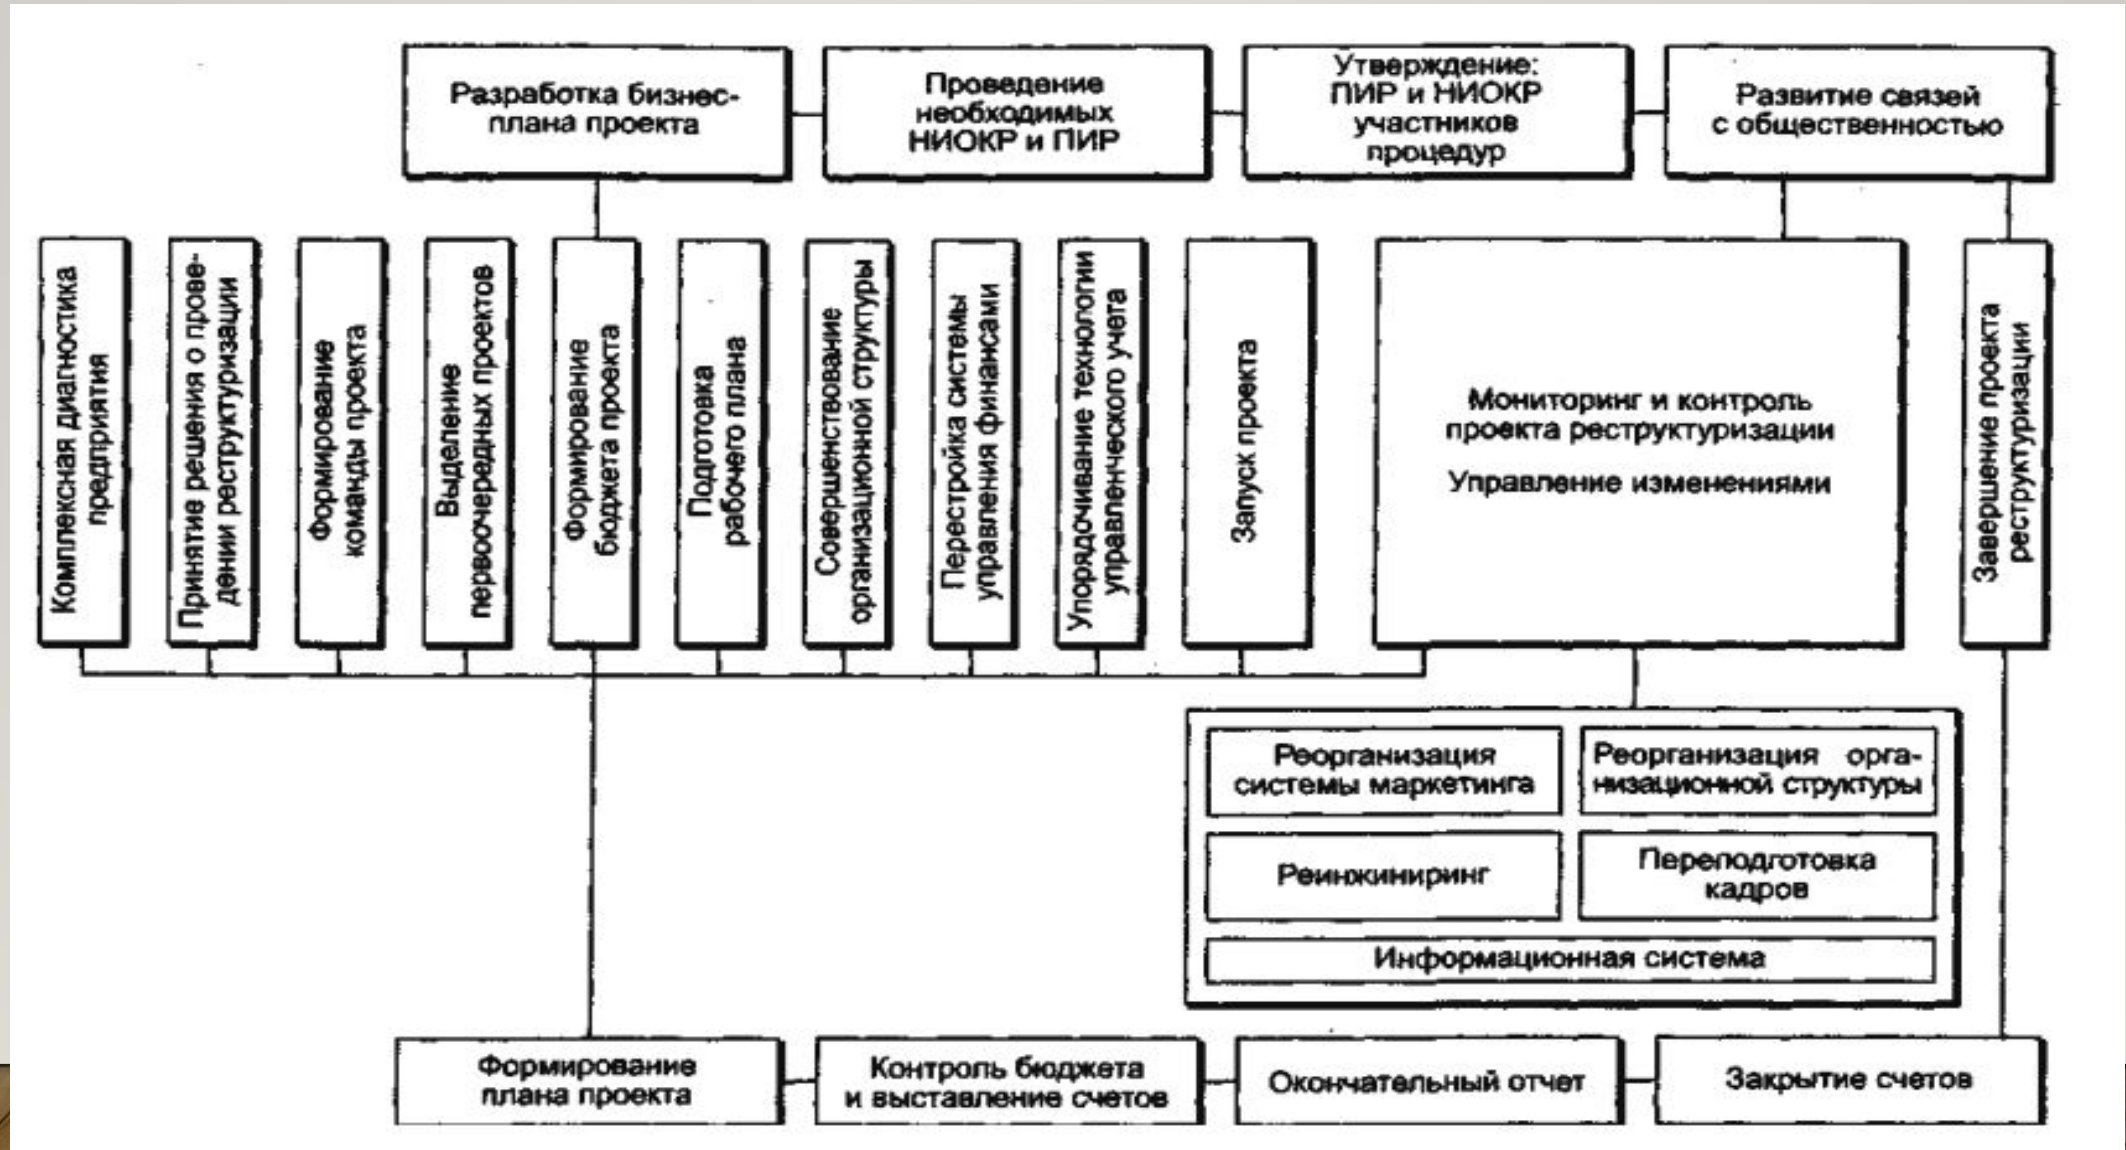 Разработка бизнес-
плана проекта
Проведение
необходимых
НИОКР и ПИР
Утверждение:
ПИР и НИОКР
участников
процедур
Развитие связей
с общественностью
Комплексная диагностика
предприятия
Принятие решения о прове-
дении реструктуризации
Формирование
команды проекта
Выделение
первоочередных проектов
Формирование
бюджета проекта
Подготовка
рабочего плана
Совершенствование
организационной структуры
Перестройка системы
управления финансами
Упорядочивание технологии
управленческого учета
Запуск проекта
Мониторинг и контроль
проекта реструктуризации
Управление изменениями
Завершение проекта
реструктуризации
Реорганизация
системы маркетинга
Реорганизация орга-
низационной структуры
Реинжиниринг
Переподготовка
кадров
Информационная система
Формирование
плана проекта
Контроль бюджета
и выставление счетов
Окончательный отчет
Закрытие счетов